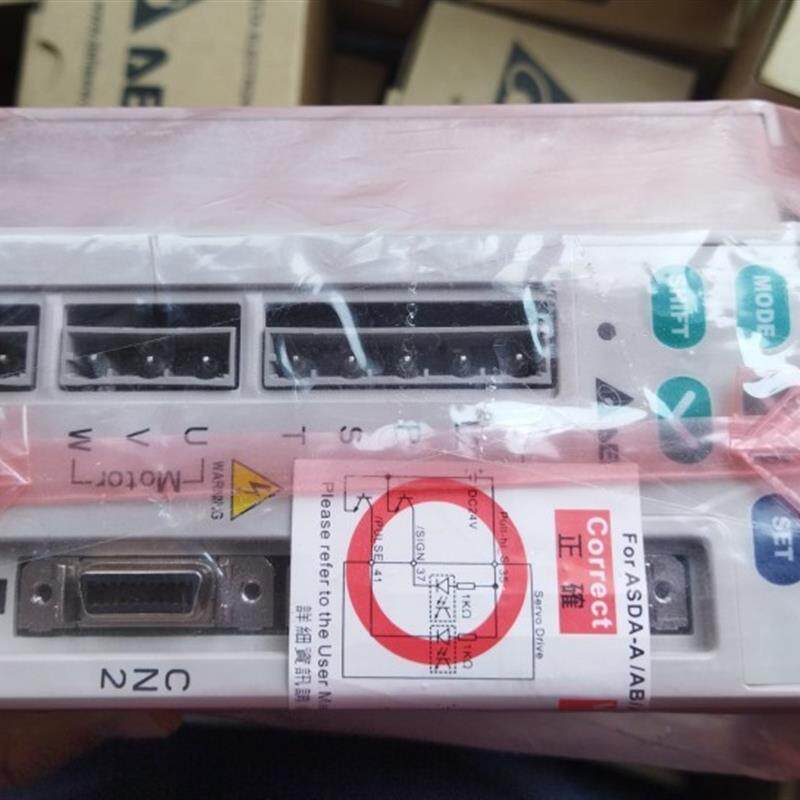 MODE
SHIFT
SET
T
S
R
U
V
W
Motor
WARNING
CN2
For ASDA-A/AB/
Correct
正確
Servo Drive
DC24V
/SIGN 37
/PULSE 41
1KΩ
1KΩ
Please refer to the User Ma
詳細資訊請